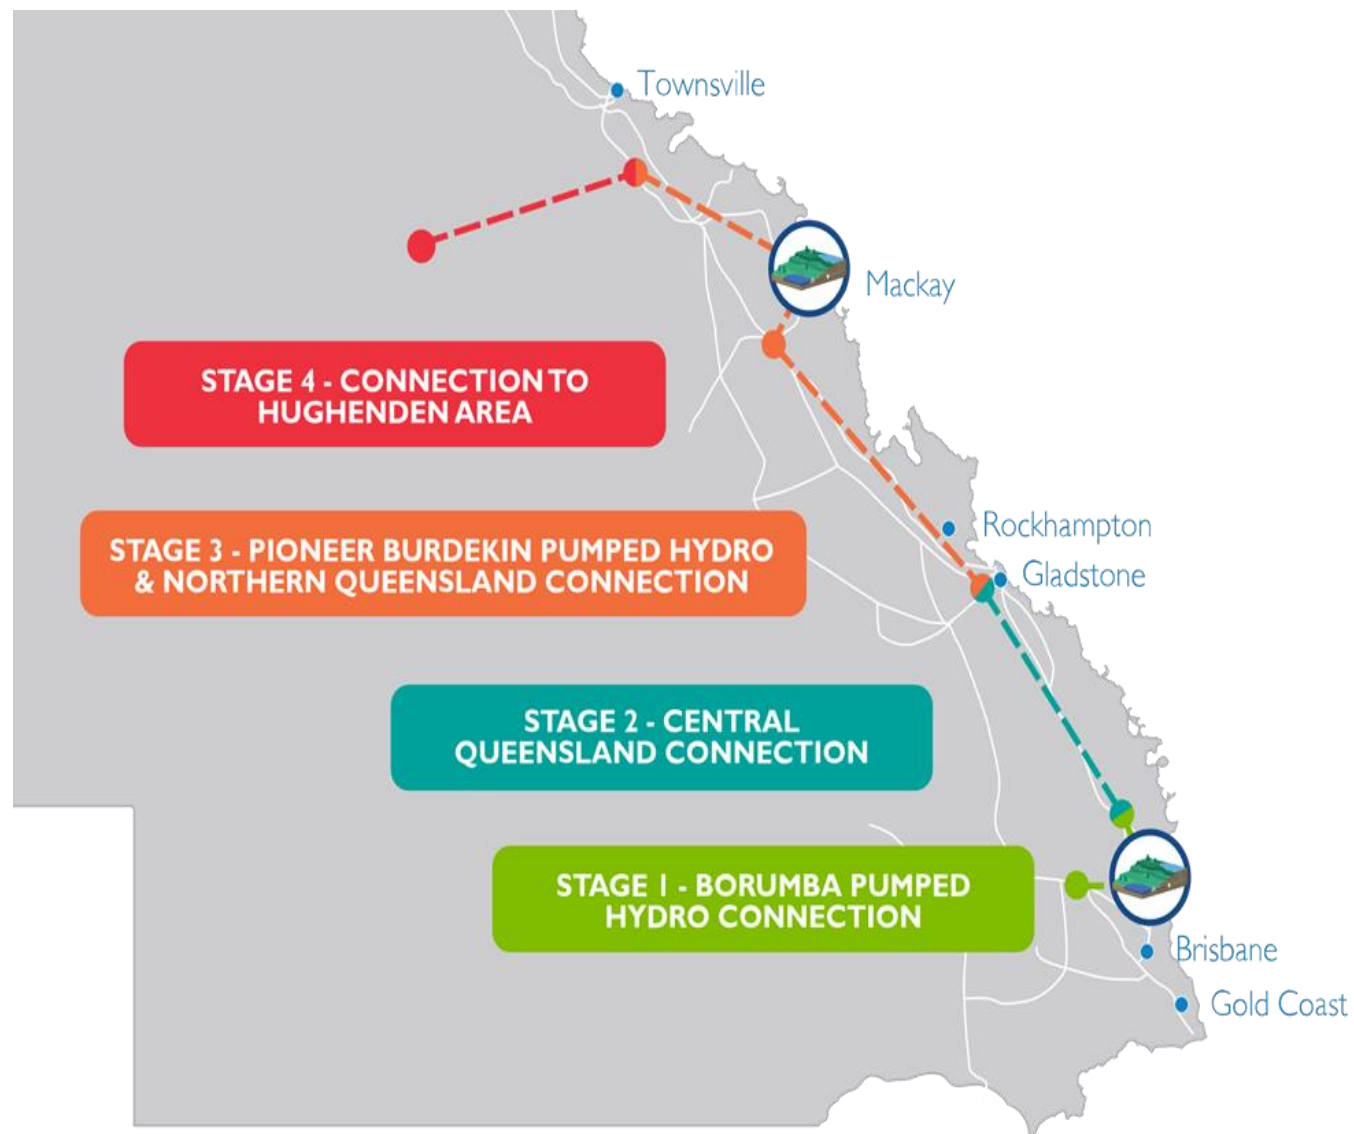 Townsville
Mackay
STAGE 4 - CONNECTION TO
HUGHENDEN AREA
STAGE 3 - PIONEER BURDEKIN PUMPED HYDRO
& NORTHERN QUEENSLAND CONNECTION
Rockhampton
Gladstone
STAGE 2 - CENTRAL
QUEENSLAND CONNECTION
STAGE 1 - BORUMBA PUMPED
HYDRO CONNECTION
Brisbane
Gold Coast